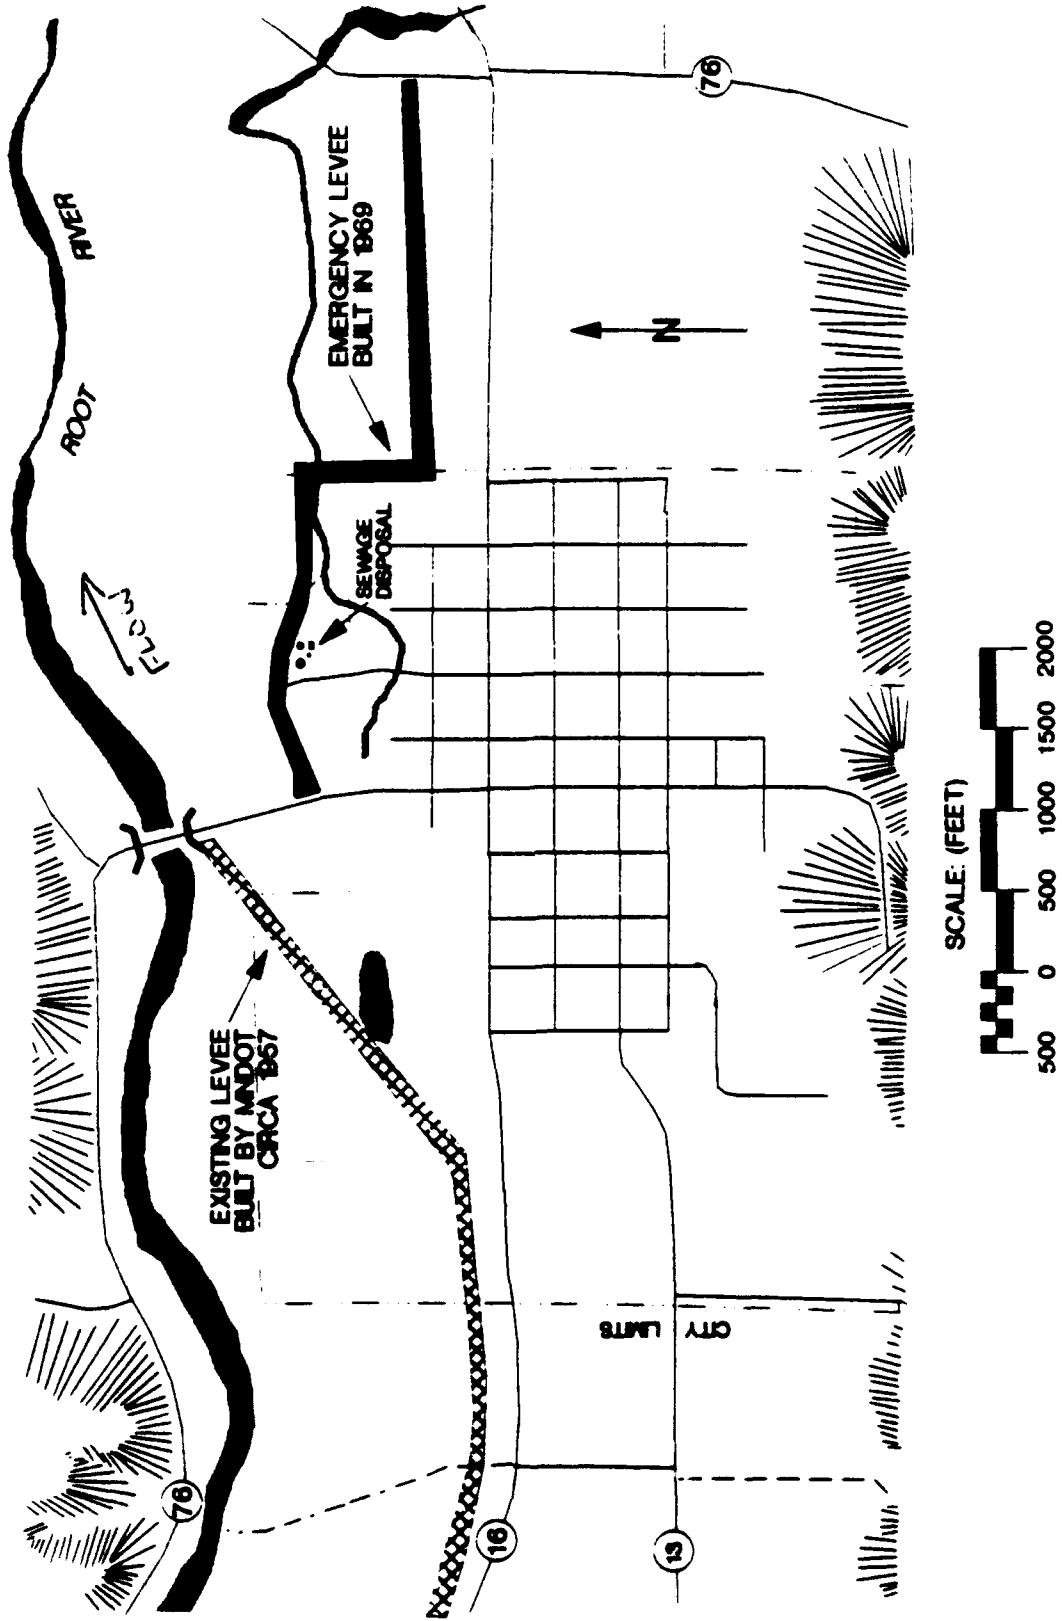 ROOT RIVER
FLOW
EMERGENCY LEVEE
BUILT IN 1969
SEWAGE
DISPOSAL
EXISTING LEVEE
BUILT BY MNDOT
CIRCA 1957
CITY LIMITS
N
76
76
16
13
SCALE: (FEET)
500 0 500 1000 1500 2000